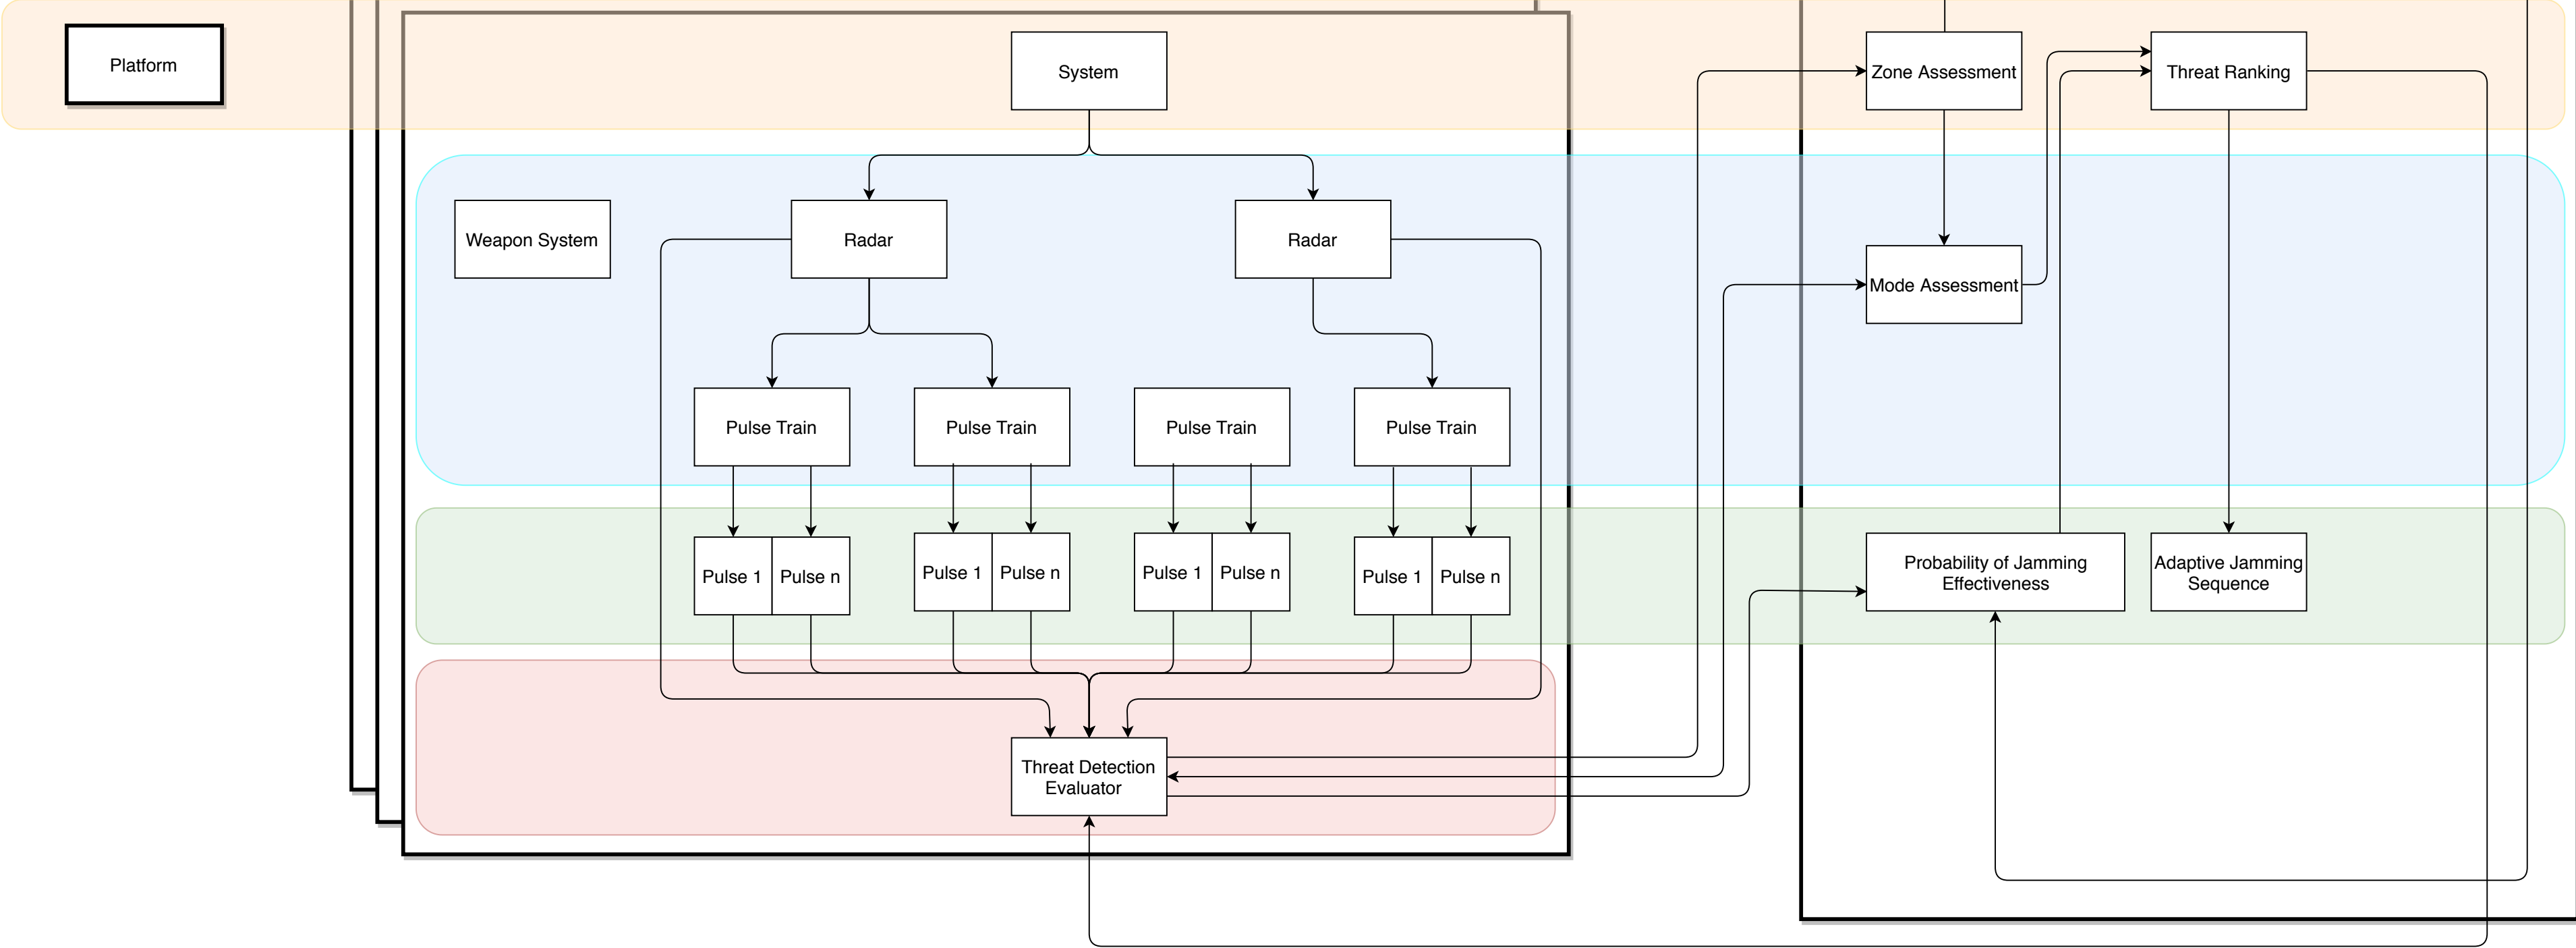 Platform
System
Zone Assessment
Threat Ranking
Weapon System
Radar
Radar
Mode Assessment
Pulse Train
Pulse Train
Pulse Train
Pulse Train
Pulse 1
Pulse n
Pulse 1
Pulse n
Pulse 1
Pulse n
Pulse 1
Pulse n
Probability of Jamming
Effectiveness
Adaptive Jamming
Sequence
Threat Detection
Evaluator